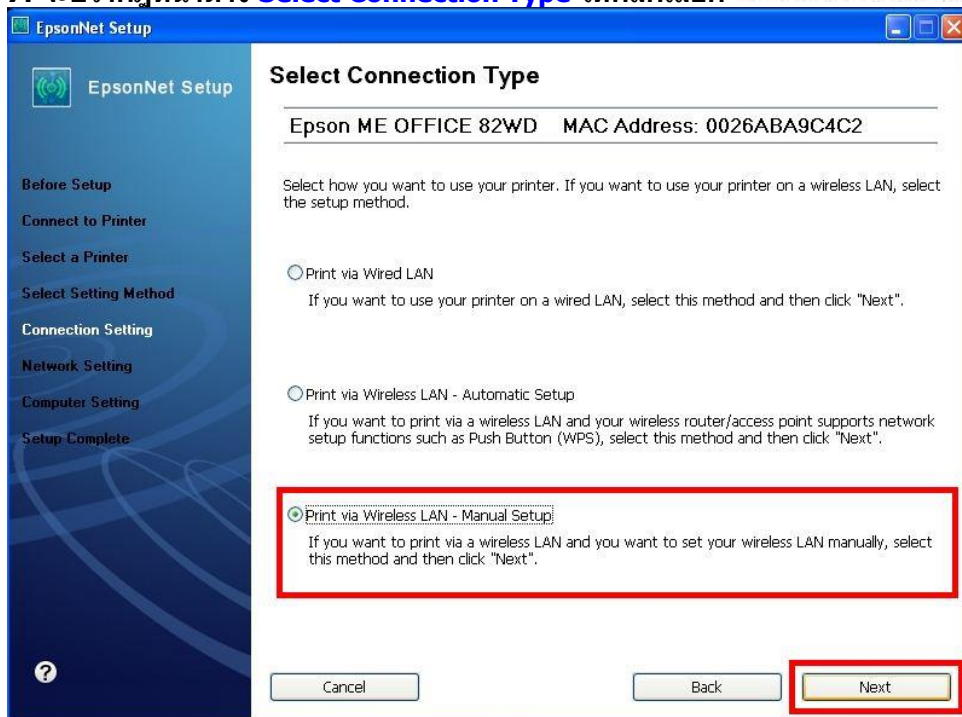 Select Connection Type
EpsonNet Setup
EpsonNet Setup
Select Connection Type
Epson ME OFFICE 82WD MAC Address: 0026ABA9C4C2
Before Setup
Connect to Printer
Select a Printer
Select Setting Method
Connection Setting
Network Setting
Computer Setting
Setup Complete
Select how you want to use your printer. If you want to use your printer on a wireless LAN, select
the setup method.
Print via Wired LAN
If you want to use your printer on a wired LAN, select this method and then click "Next".
Print via Wireless LAN - Automatic Setup
If you want to print via a wireless LAN and your wireless router/access point supports network
setup functions such as Push Button (WPS), select this method and then click "Next".
Print via Wireless LAN - Manual Setup
If you want to print via a wireless LAN and you want to set your wireless LAN manually, select
this method and then click "Next".
?
Cancel
Back
Next